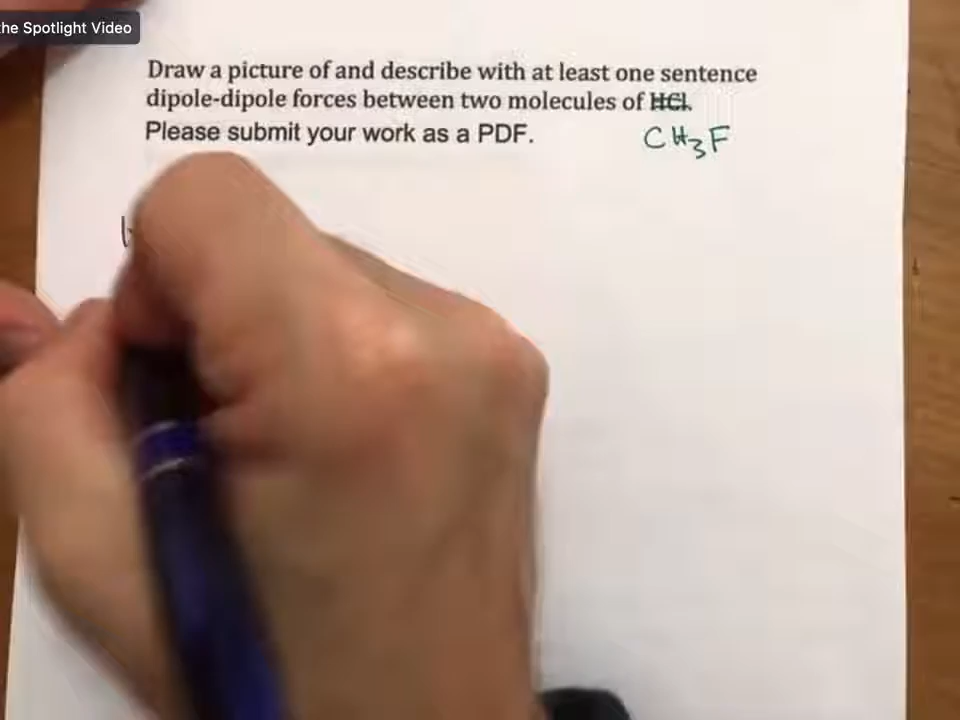 the Spotlight Video
Draw a picture of and describe with at least one sentence
dipole-dipole forces between two molecules of HCl.
Please submit your work as a PDF.
CH3F